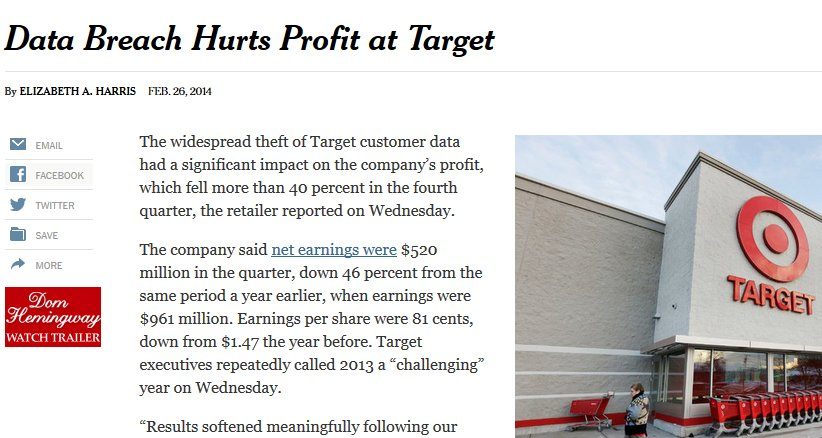 Data Breach Hurts Profit at Target
By ELIZABETH A. HARRIS FEB. 26, 2014
EMAIL
FACEBOOK
TWITTER
SAVE
MORE
Dom
Hemingway
WATCH TRAILER
The widespread theft of Target customer data
had a significant impact on the company’s profit,
which fell more than 40 percent in the fourth
quarter, the retailer reported on Wednesday.
The company said net earnings were $520
million in the quarter, down 46 percent from the
same period a year earlier, when earnings were
$961 million. Earnings per share were 81 cents,
down from $1.47 the year before. Target
executives repeatedly called 2013 a “challenging”
year on Wednesday.
“Results softened meaningfully following our
TARGET